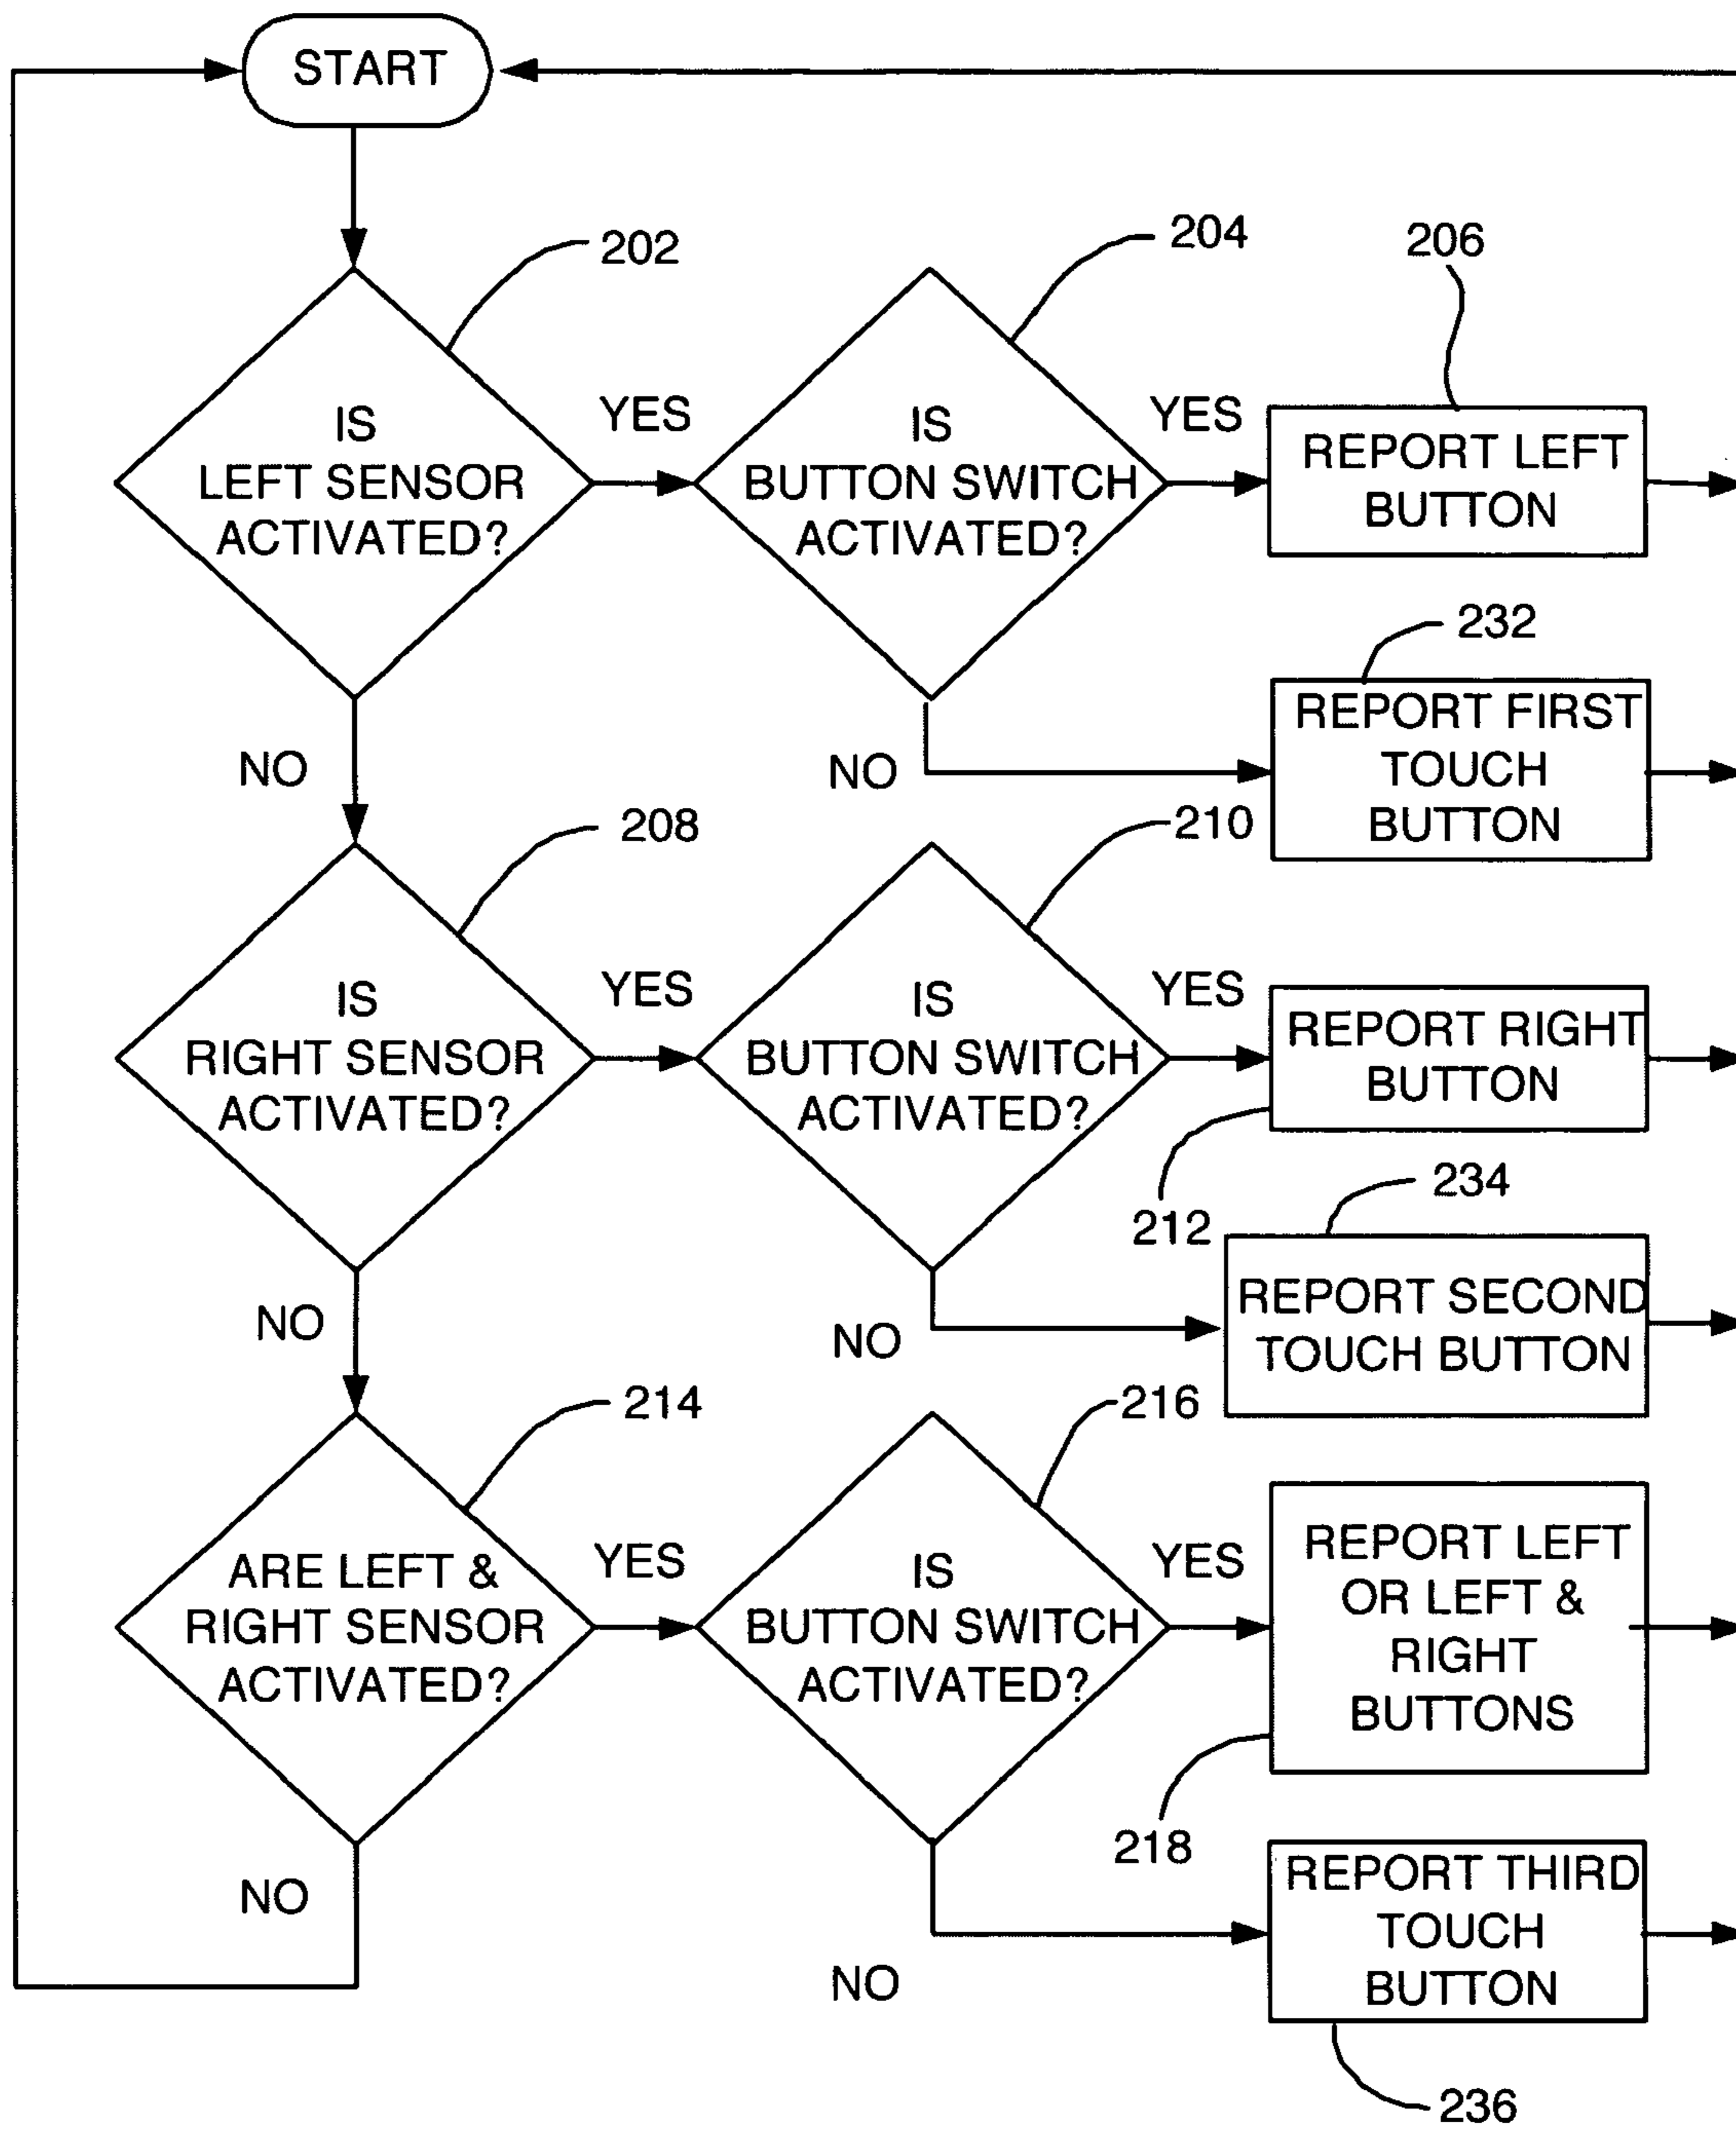 START
202
204
206
IS
LEFT SENSOR
ACTIVATED?
YES
IS
BUTTON SWITCH
ACTIVATED?
YES
REPORT LEFT
BUTTON
232
NO
NO
REPORT FIRST
TOUCH
BUTTON
208
210
IS
RIGHT SENSOR
ACTIVATED?
YES
IS
BUTTON SWITCH
ACTIVATED?
YES
REPORT RIGHT
BUTTON
212
234
NO
NO
REPORT SECOND
TOUCH BUTTON
214
216
ARE LEFT &
RIGHT SENSOR
ACTIVATED?
YES
IS
BUTTON SWITCH
ACTIVATED?
YES
REPORT LEFT
OR LEFT &
RIGHT
BUTTONS
218
NO
NO
REPORT THIRD
TOUCH
BUTTON
236